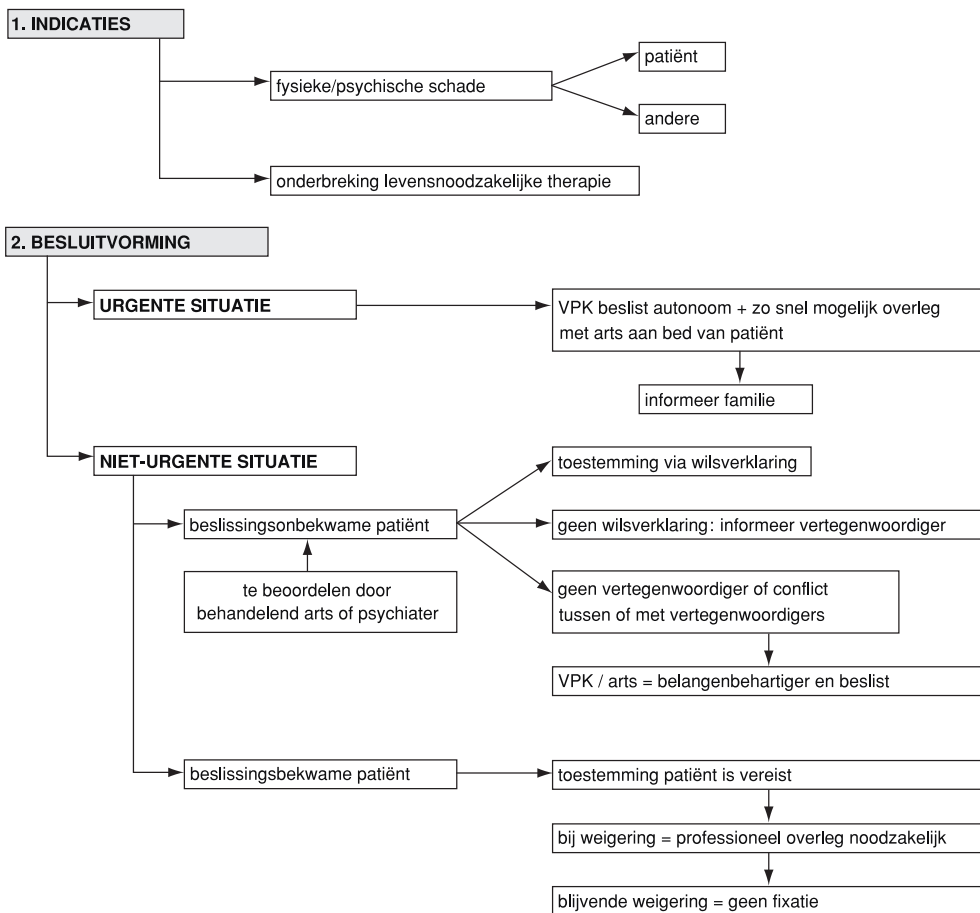 1. INDICATIES
fysieke/psychische schade
patiënt
andere
onderbreking levensnoodzakelijke therapie
2. BESLUITVORMING
URGENTE SITUATIE
VPK beslist autonoom + zo snel mogelijk overleg
met arts aan bed van patiënt
informeer familie
NIET-URGENTE SITUATIE
beslissingsonbekwame patiënt
te beoordelen door
behandelend arts of psychiater
toestemming via wilsverklaring
geen wilsverklaring: informeer vertegenwoordiger
geen vertegenwoordiger of conflict
tussen of met vertegenwoordigers
VPK / arts = belangenbehartiger en beslist
beslissingsbekwame patiënt
toestemming patiënt is vereist
bij weigering = professioneel overleg noodzakelijk
blijvende weigering = geen fixatie